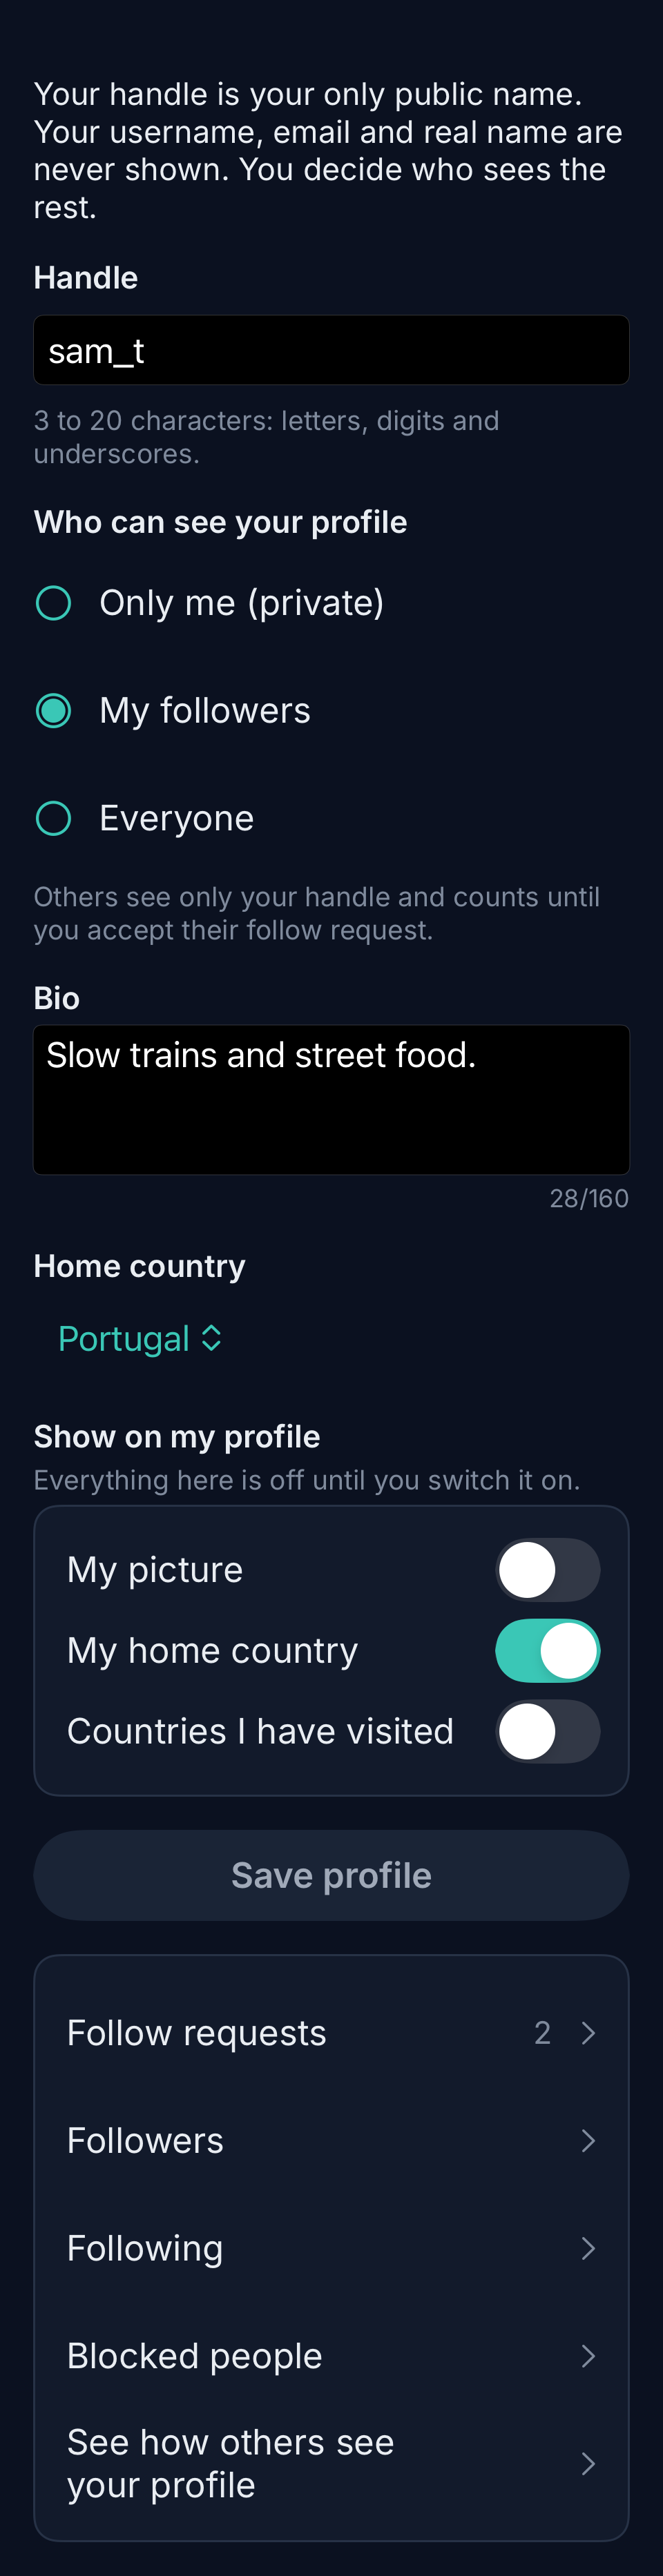 Your handle is your only public name.
Your username, email and real name are
never shown. You decide who sees the
rest.
Handle
sam_t
3 to 20 characters: letters, digits and
underscores.
Who can see your profile
Only me (private)
My followers
Everyone
Others see only your handle and counts until
you accept their follow request.
Bio
Slow trains and street food.
28/160
Home country
Portugal
Show on my profile
Everything here is off until you switch it on.
My picture
My home country
Countries I have visited
Save profile
Follow requests 2
Followers
Following
Blocked people
See how others see
your profile